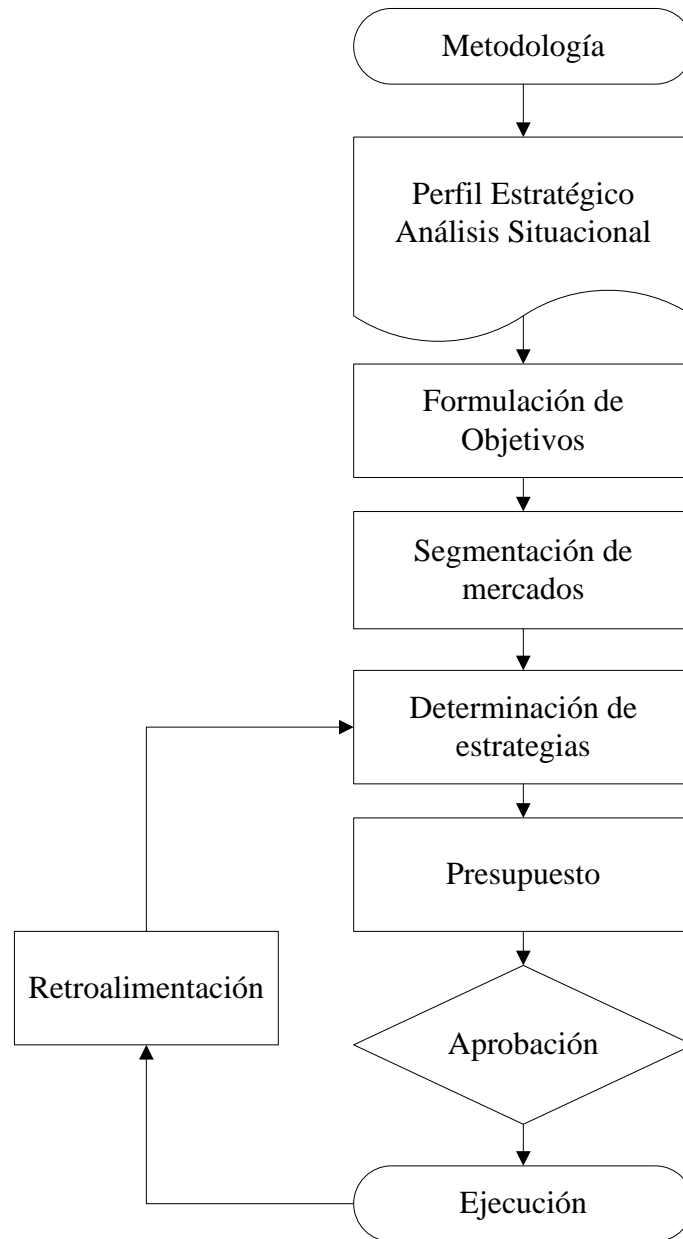 Metodología
Perfil Estratégico
Análisis Situacional
Formulación de
Objetivos
Segmentación de
mercados
Determinación de
estrategias
Presupuesto
Retroalimentación
Aprobación
Ejecución